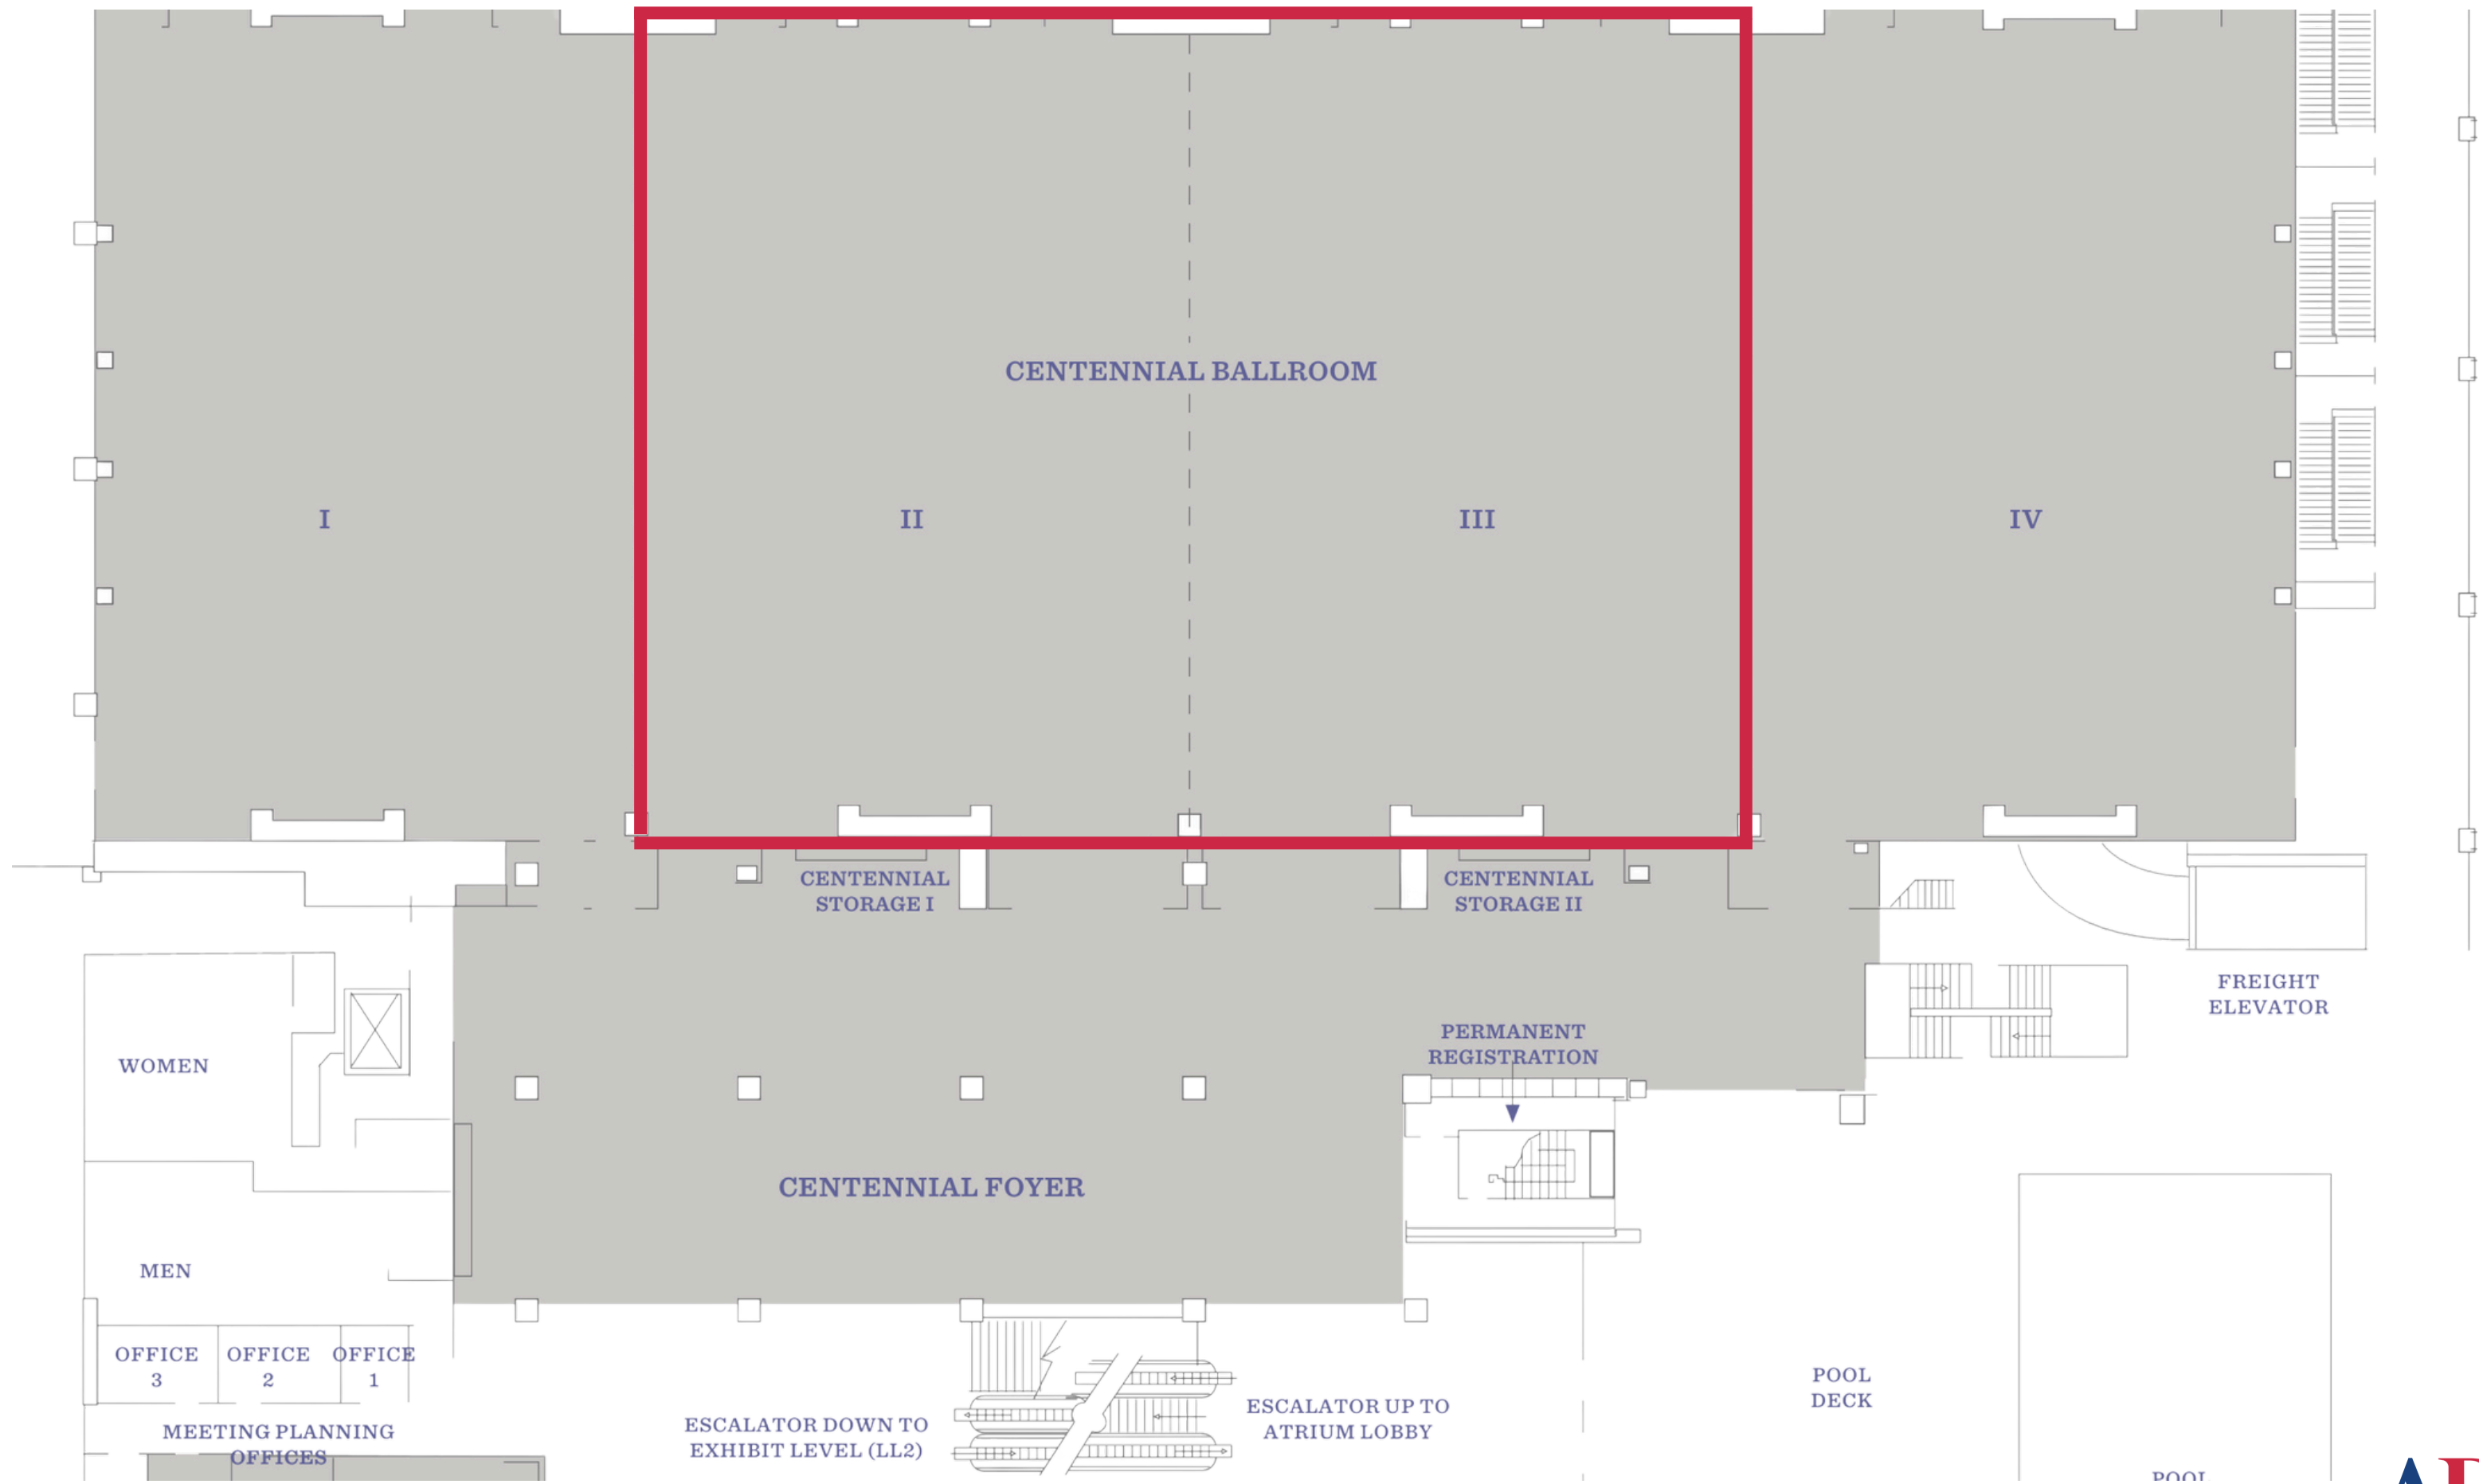 CENTENNIAL BALLROOM
I
II
III
IV
CENTENNIAL
STORAGE I
CENTENNIAL
STORAGE II
FREIGHT
ELEVATOR
PERMANENT
REGISTRATION
WOMEN
CENTENNIAL FOYER
MEN
OFFICE
3
OFFICE
2
OFFICE
1
MEETING PLANNING
OFFICES
ESCALATOR DOWN TO
EXHIBIT LEVEL (LL2)
ESCALATOR UP TO
ATRIUM LOBBY
POOL
DECK
POOL